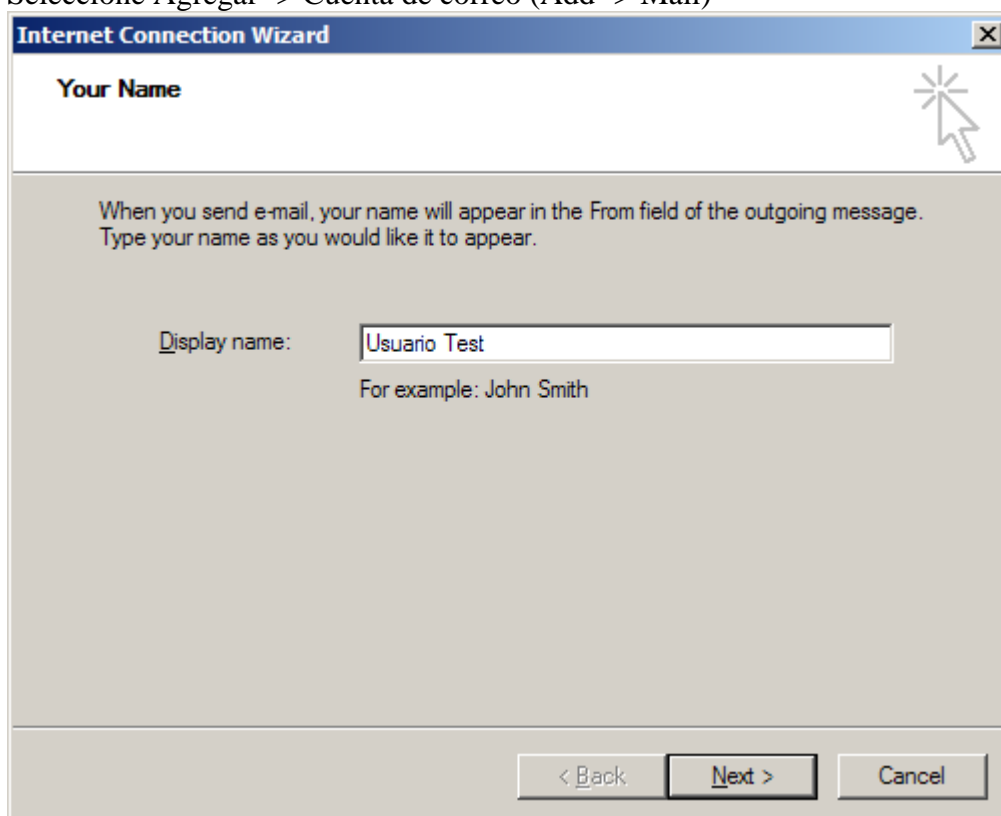 Seleccione Agregar -> Cuenta de correo (Add -> Mail)
Internet Connection Wizard
Your Name
When you send e-mail, your name will appear in the From field of the outgoing message.
Type your name as you would like it to appear.
Display name: Usuario Test
For example: John Smith
< Back Next > Cancel